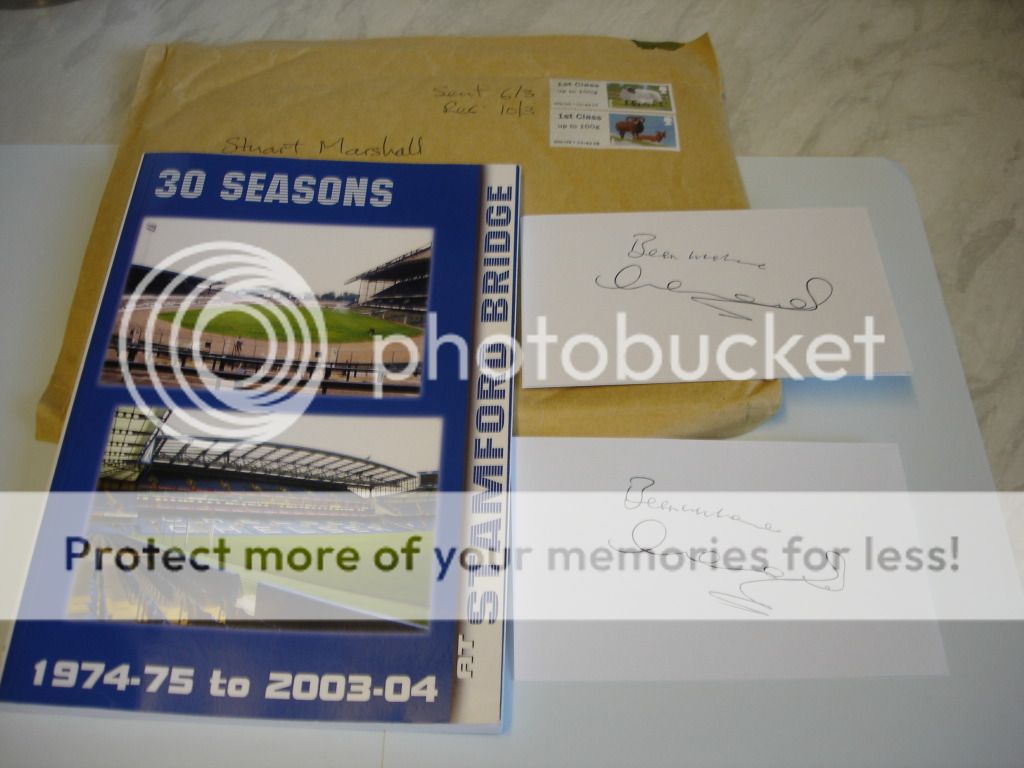 Sent 6/3
Rec 10/3
1st Class
up to 100g
1st Class
up to 100g
Stuart Marshall
30 SEASONS
AT STAMFORD BRIDGE
1974-75 to 2003-04
Best wishes
Best wishes
photobucket
Protect more of your memories for less!